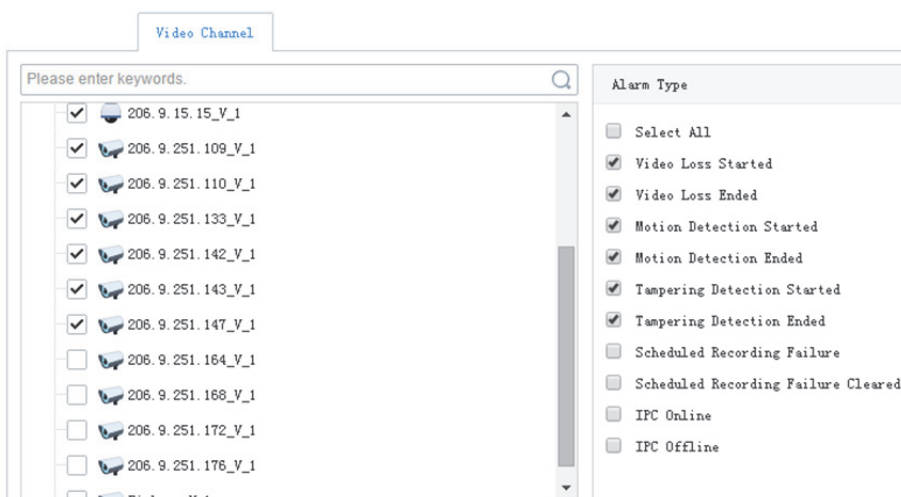 Video Channel
Please enter keywords.
206.9.15.15_V_1
206.9.251.109_V_1
206.9.251.110_V_1
206.9.251.133_V_1
206.9.251.142_V_1
206.9.251.143_V_1
206.9.251.147_V_1
206.9.251.164_V_1
206.9.251.168_V_1
206.9.251.172_V_1
206.9.251.176_V_1
Alarm Type
Select All
Video Loss Started
Video Loss Ended
Motion Detection Started
Motion Detection Ended
Tampering Detection Started
Tampering Detection Ended
Scheduled Recording Failure
Scheduled Recording Failure Cleared
IPC Online
IPC Offline